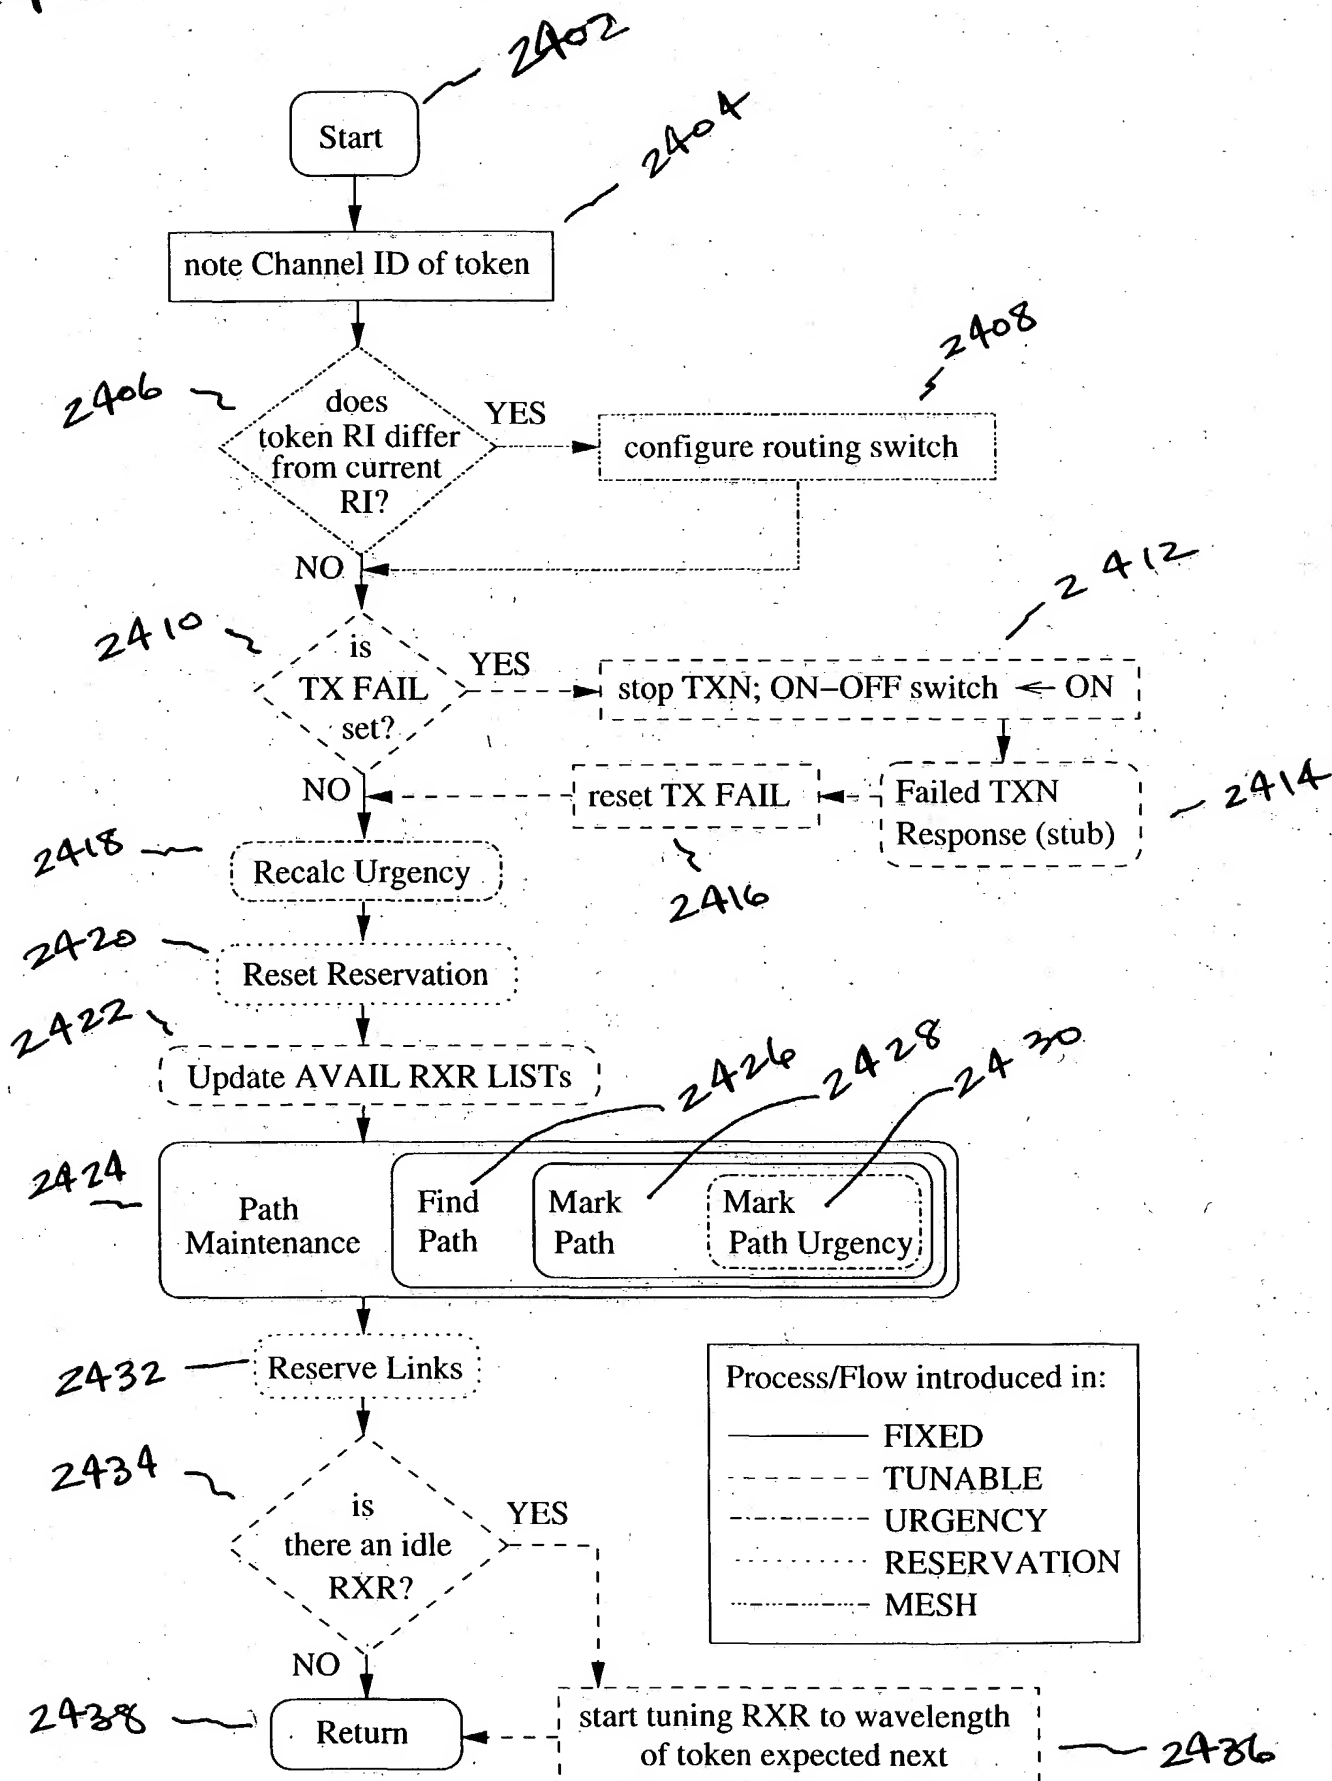 2402
Start
2404
note Channel ID of token
2408
2406
does
token RI differ
from current
RI?
YES
configure routing switch
NO
2412
2410
is
TX FAIL
set?
YES
stop TXN; ON-OFF switch <- ON
NO
reset TX FAIL
Failed TXN
Response (stub)
2414
2416
2418
Recalc Urgency
2420
Reset Reservation
2422
Update AVAIL RXR LISTs
2426
2428
2430
2424
Path
Maintenance
Find
Path
Mark
Path
Mark
Path Urgency
2432
Reserve Links
2434
is
there an idle
RXR?
YES
NO
Process/Flow introduced in:
FIXED
TUNABLE
URGENCY
RESERVATION
MESH
2438
Return
start tuning RXR to wavelength
of token expected next
2436